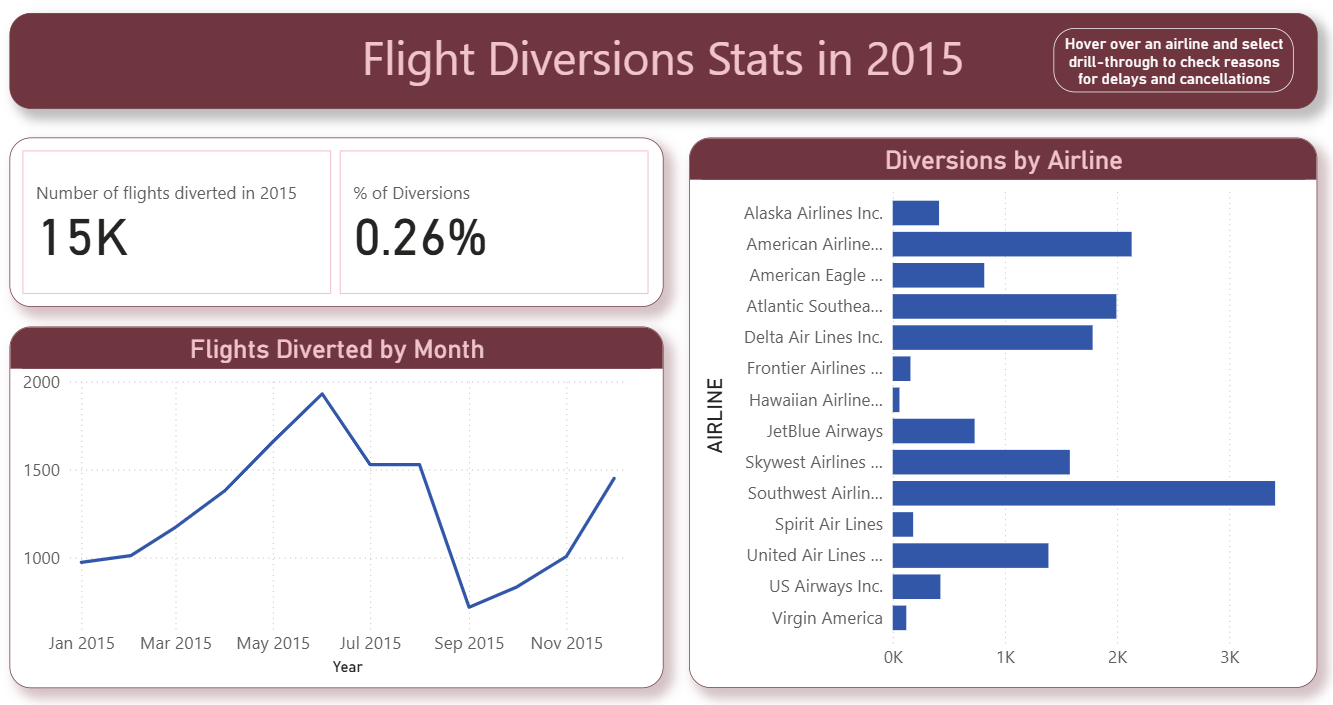 Flight Diversions Stats in 2015
Hover over an airline and select
drill-through to check reasons
for delays and cancellations
Number of flights diverted in 2015
15K
% of Diversions
0.26%
Flights Diverted by Month
2000
1500
1000
Jan 2015
Mar 2015
May 2015
Jul 2015
Sep 2015
Nov 2015
Year
Diversions by Airline
AIRLINE
Alaska Airlines Inc.
American Airline...
American Eagle ...
Atlantic Southea...
Delta Air Lines Inc.
Frontier Airlines ...
Hawaiian Airline...
JetBlue Airways
Skywest Airlines ...
Southwest Airlin...
Spirit Air Lines
United Air Lines ...
US Airways Inc.
Virgin America
0K
1K
2K
3K